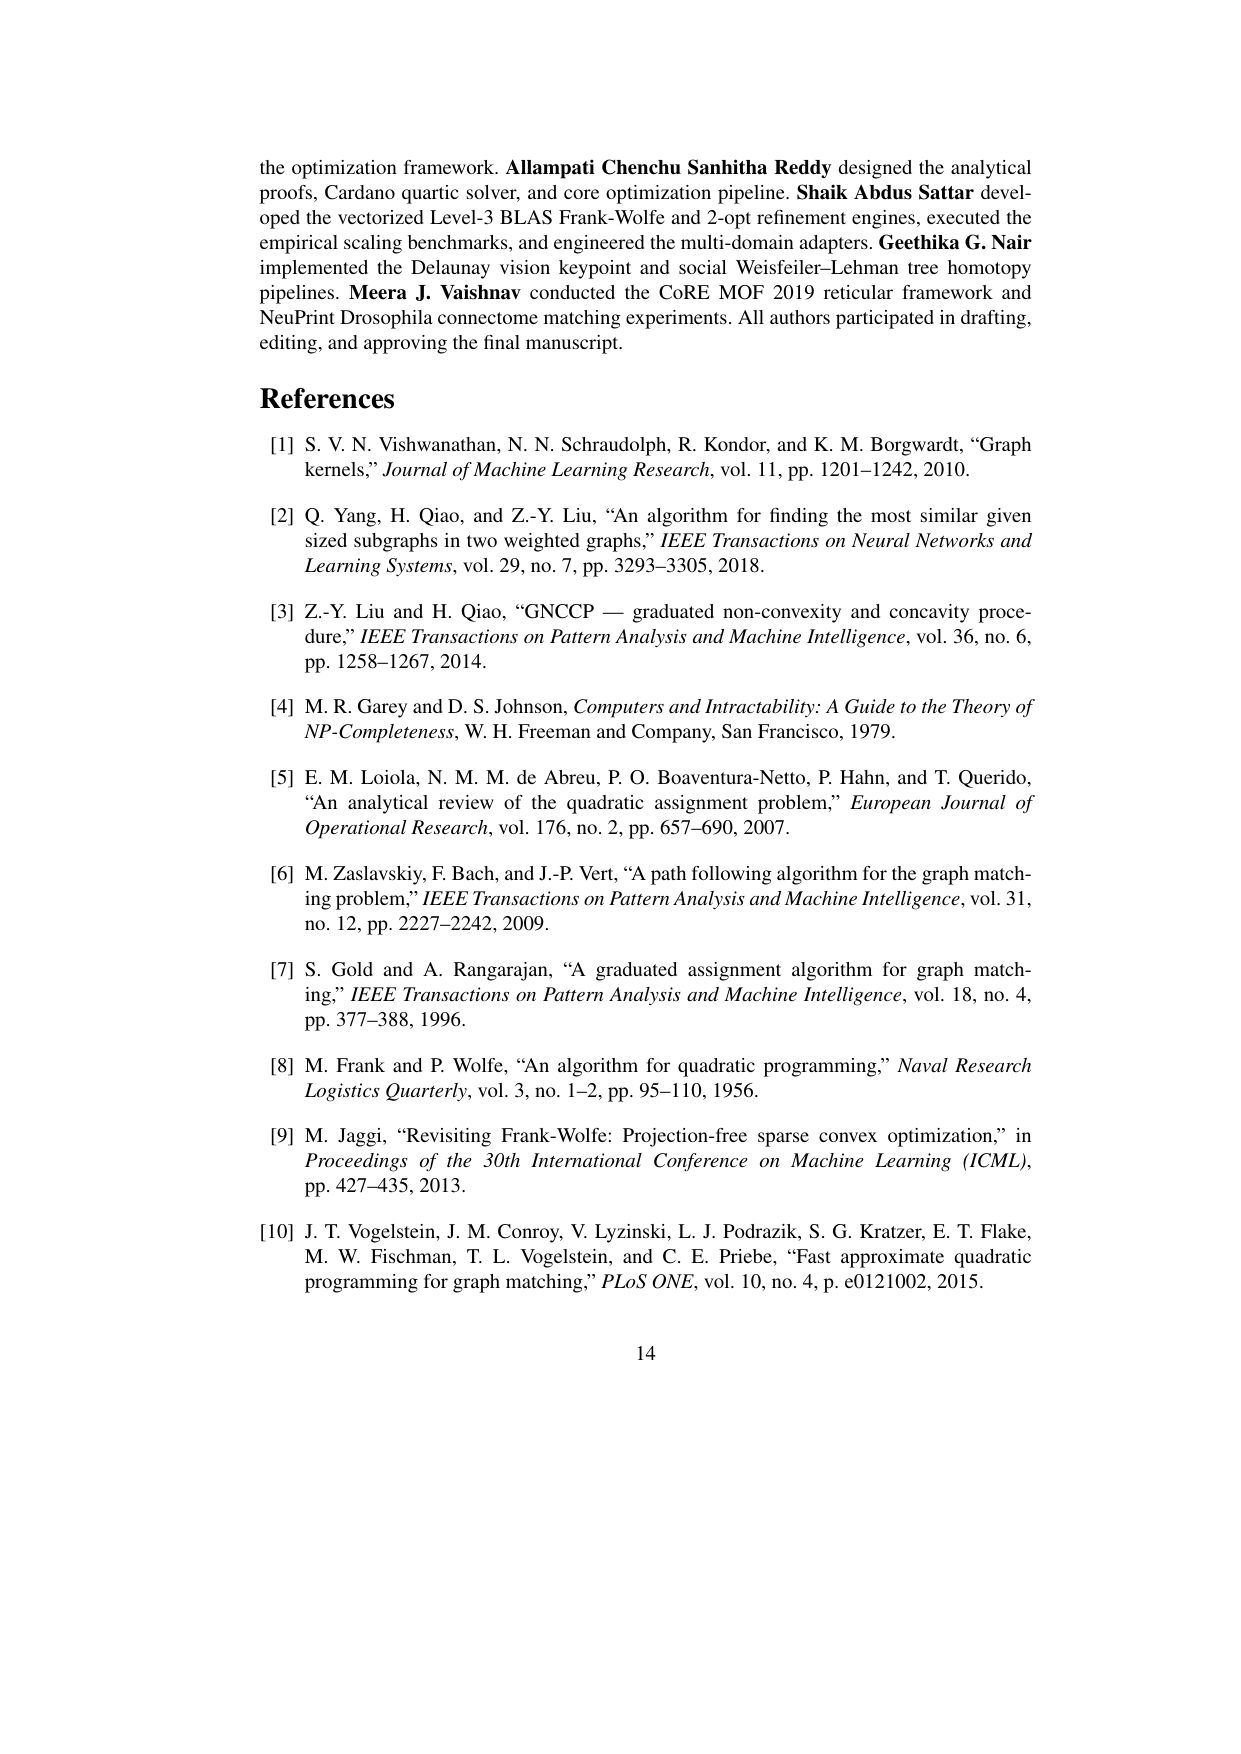 the optimization framework. Allampati Chenchu Sanhitha Reddy designed the analytical
proofs, Cardano quartic solver, and core optimization pipeline. Shaik Abdus Sattar devel-
oped the vectorized Level-3 BLAS Frank-Wolfe and 2-opt refinement engines, executed the
empirical scaling benchmarks, and engineered the multi-domain adapters. Geethika G. Nair
implemented the Delaunay vision keypoint and social Weisfeiler–Lehman tree homotopy
pipelines. Meera J. Vaishnav conducted the CoRE MOF 2019 reticular framework and
NeuPrint Drosophila connectome matching experiments. All authors participated in drafting,
editing, and approving the final manuscript.
References
[1] S. V. N. Vishwanathan, N. N. Schraudolph, R. Kondor, and K. M. Borgwardt, “Graph
kernels,” Journal of Machine Learning Research, vol. 11, pp. 1201–1242, 2010.
[2] Q. Yang, H. Qiao, and Z.-Y. Liu, “An algorithm for finding the most similar given
sized subgraphs in two weighted graphs,” IEEE Transactions on Neural Networks and
Learning Systems, vol. 29, no. 7, pp. 3293–3305, 2018.
[3] Z.-Y. Liu and H. Qiao, “GNCCP — graduated non-convexity and concavity proce-
dure,” IEEE Transactions on Pattern Analysis and Machine Intelligence, vol. 36, no. 6,
pp. 1258–1267, 2014.
[4] M. R. Garey and D. S. Johnson, Computers and Intractability: A Guide to the Theory of
NP-Completeness, W. H. Freeman and Company, San Francisco, 1979.
[5] E. M. Loiola, N. M. M. de Abreu, P. O. Boaventura-Netto, P. Hahn, and T. Querido,
“An analytical review of the quadratic assignment problem,” European Journal of
Operational Research, vol. 176, no. 2, pp. 657–690, 2007.
[6] M. Zaslavskiy, F. Bach, and J.-P. Vert, “A path following algorithm for the graph match-
ing problem,” IEEE Transactions on Pattern Analysis and Machine Intelligence, vol. 31,
no. 12, pp. 2227–2242, 2009.
[7] S. Gold and A. Rangarajan, “A graduated assignment algorithm for graph match-
ing,” IEEE Transactions on Pattern Analysis and Machine Intelligence, vol. 18, no. 4,
pp. 377–388, 1996.
[8] M. Frank and P. Wolfe, “An algorithm for quadratic programming,” Naval Research
Logistics Quarterly, vol. 3, no. 1–2, pp. 95–110, 1956.
[9] M. Jaggi, “Revisiting Frank-Wolfe: Projection-free sparse convex optimization,” in
Proceedings of the 30th International Conference on Machine Learning (ICML),
pp. 427–435, 2013.
[10] J. T. Vogelstein, J. M. Conroy, V. Lyzinski, L. J. Podrazik, S. G. Kratzer, E. T. Flake,
M. W. Fischman, T. L. Vogelstein, and C. E. Priebe, “Fast approximate quadratic
programming for graph matching,” PLoS ONE, vol. 10, no. 4, p. e0121002, 2015.
14